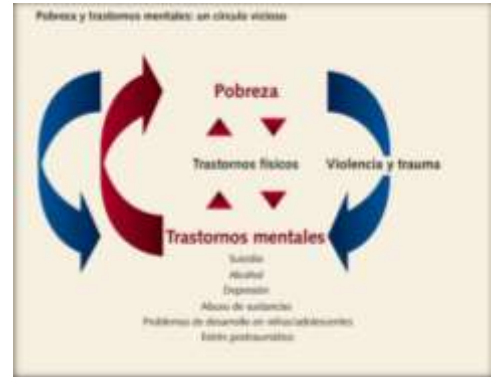 Pobreza y trastornos mentales: un círculo vicioso
Pobreza
Trastornos físicos
Violencia y trauma
Trastornos mentales
Suicidio
Alcohol
Depresión
Abuso de sustancias
Problemas de desarrollo en niños/adolescentes
Estrés postraumático